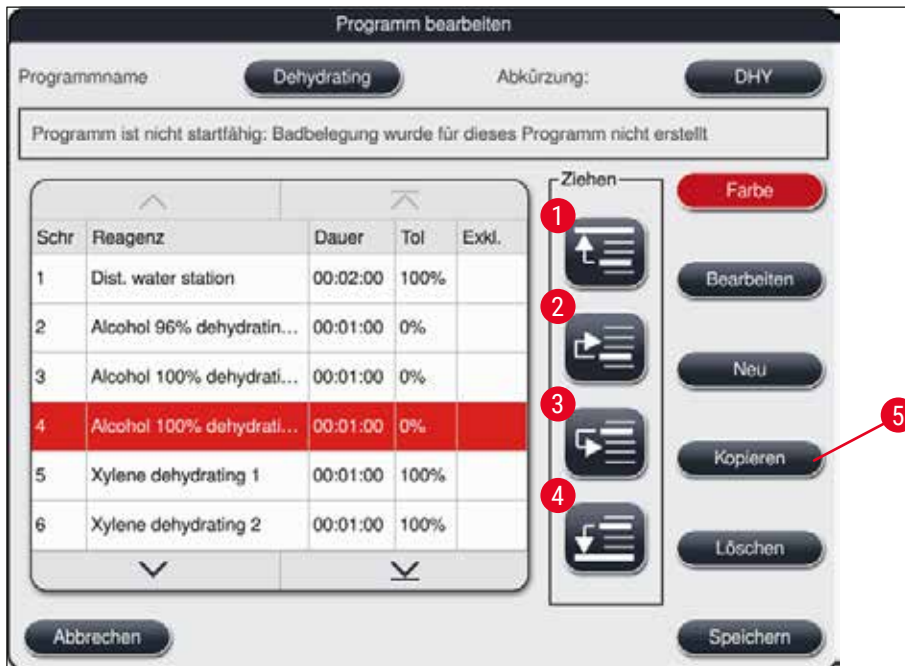 Programm bearbeiten
Programmname Dehydrating Abkürzung: DHY
Programm ist nicht startfähig: Badbelegung wurde für dieses Programm nicht erstellt
Schr Reagenz Dauer Tol Exkl.
1 Dist. water station 00:02:00 100%
2 Alcohol 96% dehydratin... 00:01:00 0%
3 Alcohol 100% dehydrati... 00:01:00 0%
4 Alcohol 100% dehydrati... 00:01:00 0%
5 Xylene dehydrating 1 00:01:00 100%
6 Xylene dehydrating 2 00:01:00 100%
Ziehen
1
2
3
4
Farbe
Bearbeiten
Neu
Kopieren 5
Löschen
Abbrechen Speichern